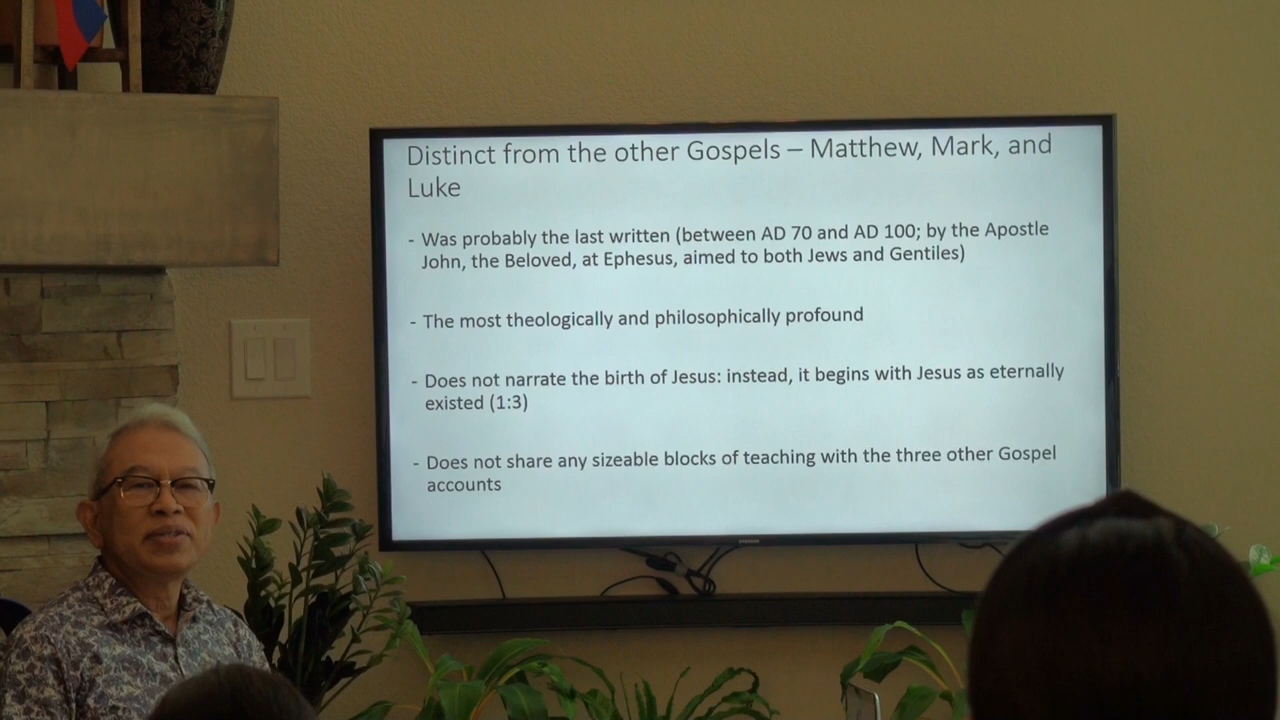 Distinct from the other Gospels – Matthew, Mark, and
Luke
- Was probably the last written (between AD 70 and AD 100; by the Apostle
John, the Beloved, at Ephesus, aimed to both Jews and Gentiles)
- The most theologically and philosophically profound
- Does not narrate the birth of Jesus: instead, it begins with Jesus as eternally
existed (1:3)
- Does not share any sizeable blocks of teaching with the three other Gospel
accounts
SAMSUNG